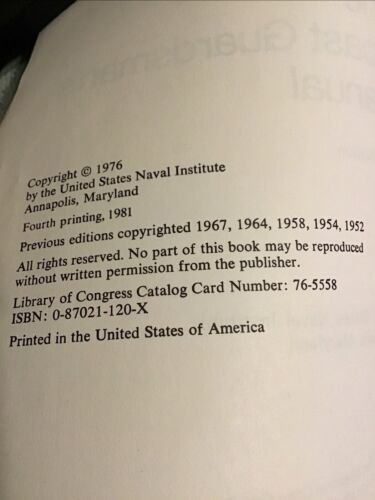 Copyright © 1976
by the United States Naval Institute
Annapolis, Maryland
Fourth printing, 1981
Previous editions copyrighted 1967, 1964, 1958, 1954, 1952
All rights reserved. No part of this book may be reproduced
without written permission from the publisher.
Library of Congress Catalog Card Number: 76-5558
ISBN: 0-87021-120-X
Printed in the United States of America